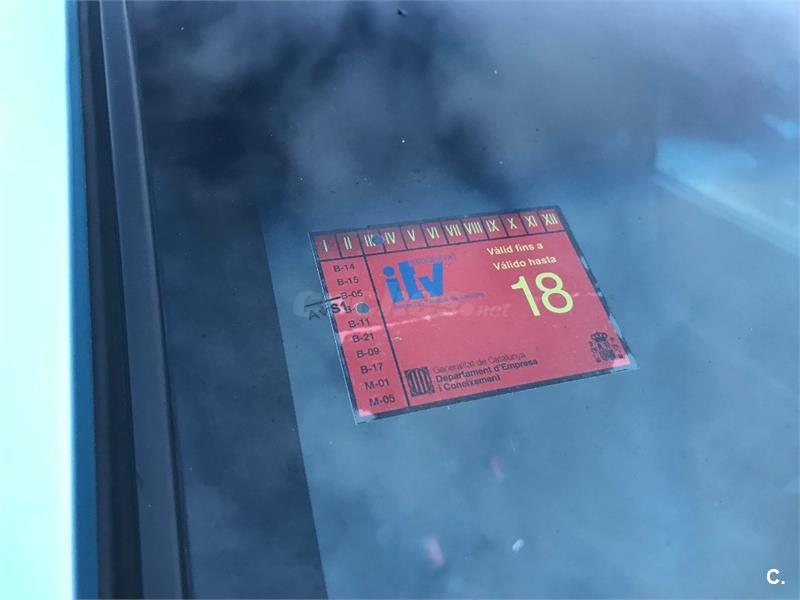 I II III IV V VI VII VIII IX X XI XII
Vàlid fins a
Válido hasta
18
itv
B-14
B-15
B-05
AVS1
B-11
B-21
B-09
B-17
M-01
M-05
Generalitat de Catalunya
Departament d'Empresa
i Coneixement
C.